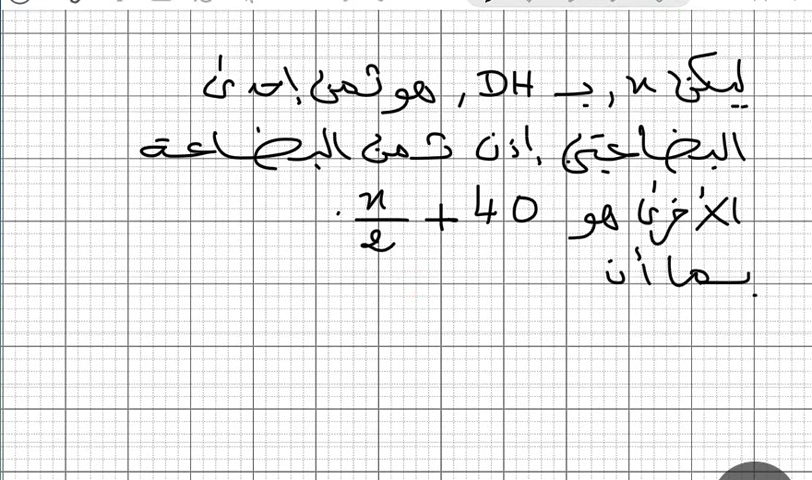 ليكن x, بـ DH, هو ثمن إحدى
البضاعتين إذن ثمن البضاعة
الأخرى هو x/2 + 40.
بما أن